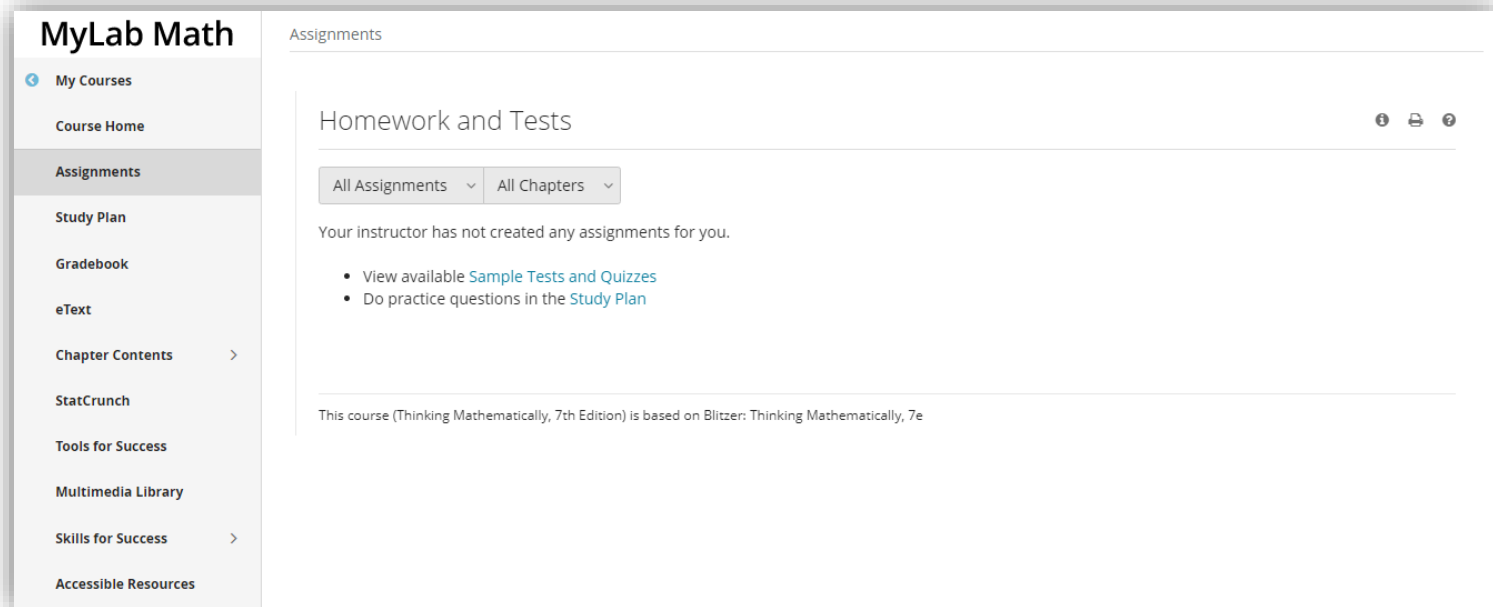 MyLab Math
My Courses
Course Home
Assignments
Study Plan
Gradebook
eText
Chapter Contents
StatCrunch
Tools for Success
Multimedia Library
Skills for Success
Accessible Resources
Assignments
Homework and Tests
All Assignments All Chapters
Your instructor has not created any assignments for you.
• View available Sample Tests and Quizzes
• Do practice questions in the Study Plan
This course (Thinking Mathematically, 7th Edition) is based on Blitzer: Thinking Mathematically, 7e